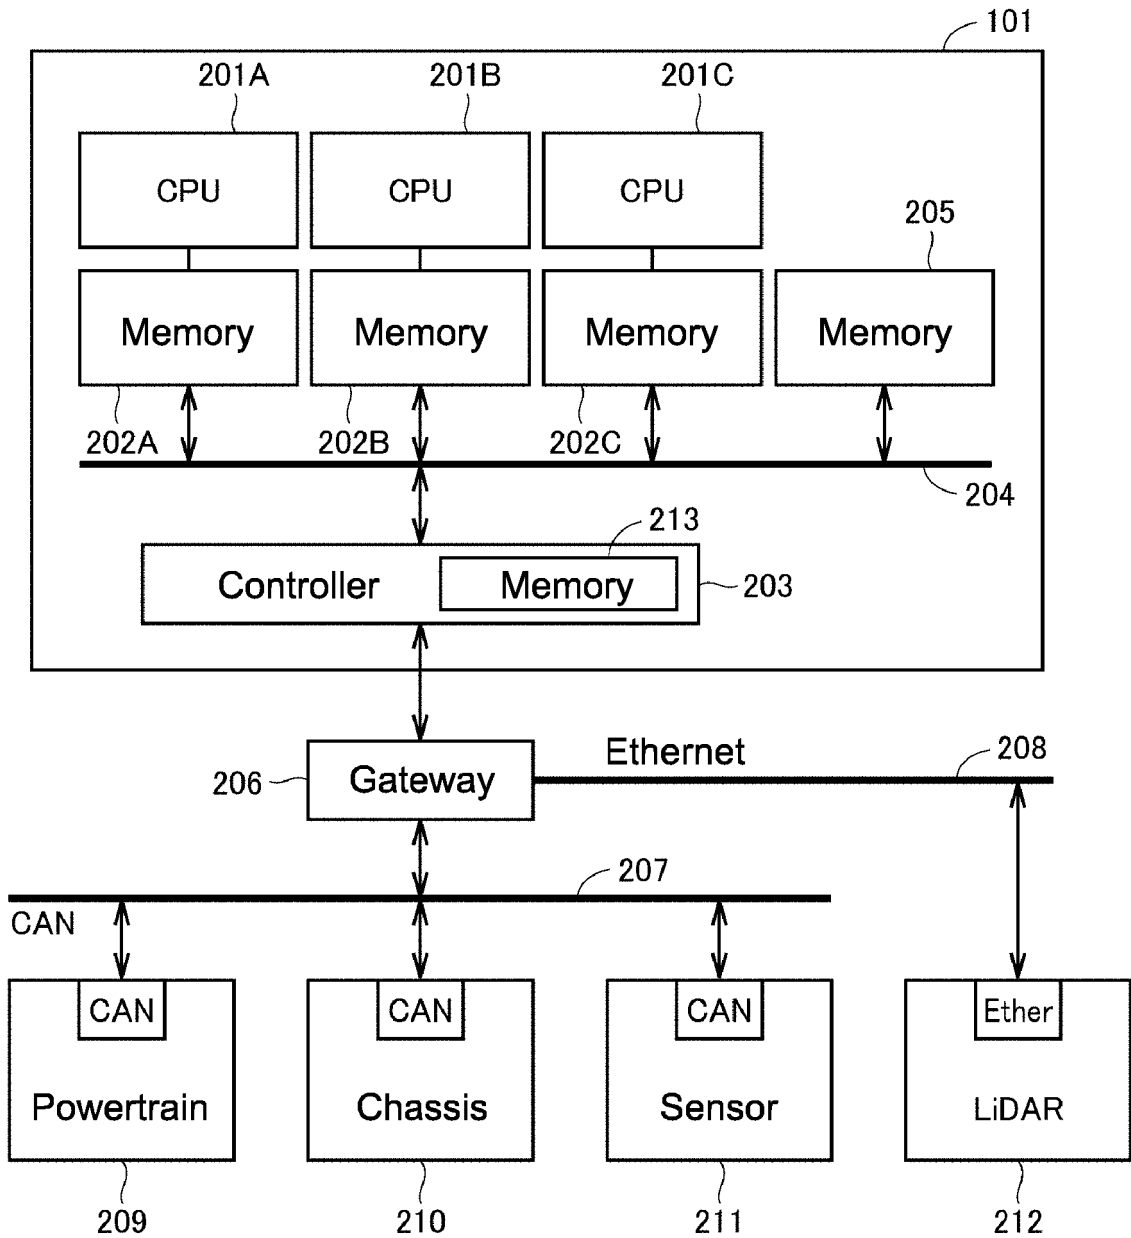 101
201A
201B
201C
CPU
CPU
CPU
205
Memory
Memory
Memory
Memory
202A
202B
202C
204
213
Controller
Memory
203
Ethernet
208
206
Gateway
207
CAN
CAN
CAN
CAN
Ether
Powertrain
Chassis
Sensor
LiDAR
209
210
211
212